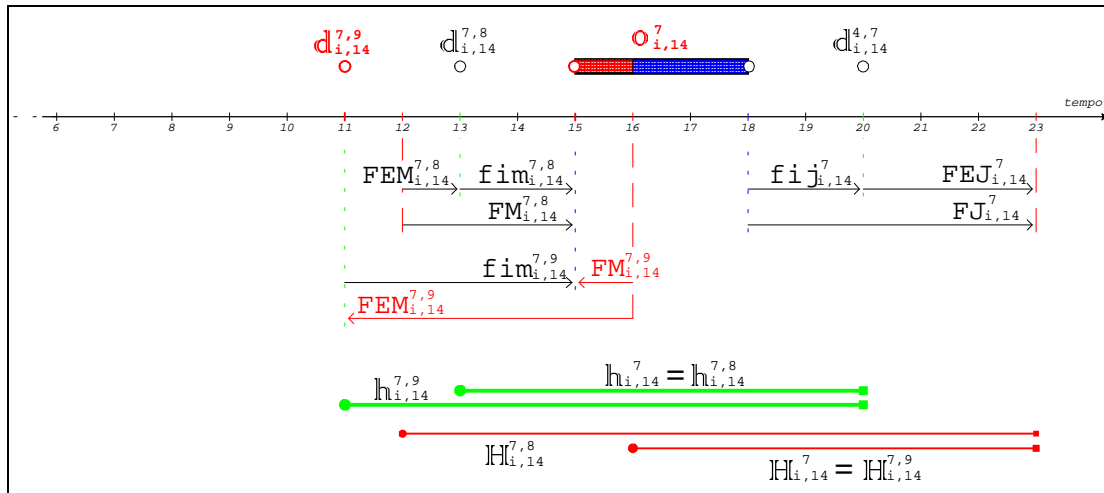 d^{7,9}_{i,14} d^{7,8}_{i,14} o^{7}_{i,14} d^{4,7}_{i,14}
tempo
6 7 8 9 10 11 12 13 14 15 16 17 18 19 20 21 22 23
FEM^{7,8}_{i,14} fim^{7,8}_{i,14} fij^{7}_{i,14} FEJ^{7}_{i,14}
FM^{7,8}_{i,14} FJ^{7}_{i,14}
fim^{7,9}_{i,14} FM^{7,9}_{i,14}
FEM^{7,9}_{i,14}
h^{7}_{i,14} = h^{7,8}_{i,14}
h^{7,9}_{i,14}
H^{7,8}_{i,14}
H^{7}_{i,14} = H^{7,9}_{i,14}